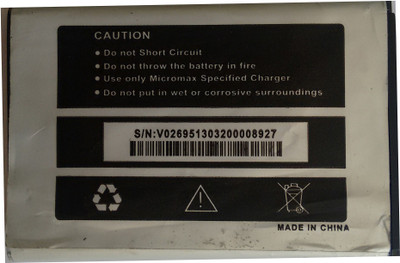 CAUTION
● Do not Short Circuit
● Do not throw the battery in fire
● Use only Micromax Specified Charger
● Do not put in wet or corrosive surroundings
S/N:V026951303200008927
MADE IN CHINA